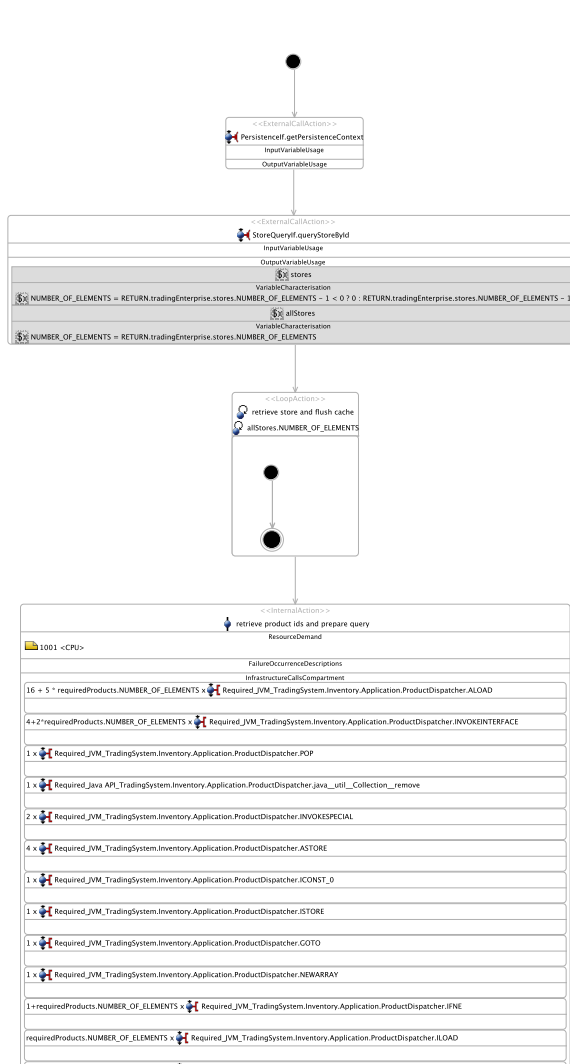 <<ExternalCallAction>>
PersistenceIf.getPersistenceContext
InputVariableUsage
OutputVariableUsage
<<ExternalCallAction>>
StoreQueryIf.queryStoreById
InputVariableUsage
OutputVariableUsage
$x stores
VariableCharacterisation
$x NUMBER_OF_ELEMENTS = RETURN.tradingEnterprise.stores.NUMBER_OF_ELEMENTS - 1 < 0 ? 0 : RETURN.tradingEnterprise.stores.NUMBER_OF_ELEMENTS - 1
$x allStores
VariableCharacterisation
$x NUMBER_OF_ELEMENTS = RETURN.tradingEnterprise.stores.NUMBER_OF_ELEMENTS
<<LoopAction>>
retrieve store and flush cache
allStores.NUMBER_OF_ELEMENTS
<<InternalAction>>
retrieve product ids and prepare query
ResourceDemand
1001 <CPU>
FailureOccurrenceDescriptions
InfrastructureCallsCompartment
16 + 5 * requiredProducts.NUMBER_OF_ELEMENTS x Required_JVM_TradingSystem.Inventory.Application.ProductDispatcher.ALOAD
4+2*requiredProducts.NUMBER_OF_ELEMENTS x Required_JVM_TradingSystem.Inventory.Application.ProductDispatcher.INVOKEINTERFACE
1 x Required_JVM_TradingSystem.Inventory.Application.ProductDispatcher.POP
1 x Required_Java API_TradingSystem.Inventory.Application.ProductDispatcher.java__util__Collection__remove
2 x Required_JVM_TradingSystem.Inventory.Application.ProductDispatcher.INVOKESPECIAL
4 x Required_JVM_TradingSystem.Inventory.Application.ProductDispatcher.ASTORE
1 x Required_JVM_TradingSystem.Inventory.Application.ProductDispatcher.ICONST_0
1 x Required_JVM_TradingSystem.Inventory.Application.ProductDispatcher.ISTORE
1 x Required_JVM_TradingSystem.Inventory.Application.ProductDispatcher.GOTO
1 x Required_JVM_TradingSystem.Inventory.Application.ProductDispatcher.NEWARRAY
1+requiredProducts.NUMBER_OF_ELEMENTS x Required_JVM_TradingSystem.Inventory.Application.ProductDispatcher.IFNE
requiredProducts.NUMBER_OF_ELEMENTS x Required_JVM_TradingSystem.Inventory.Application.ProductDispatcher.ILOAD